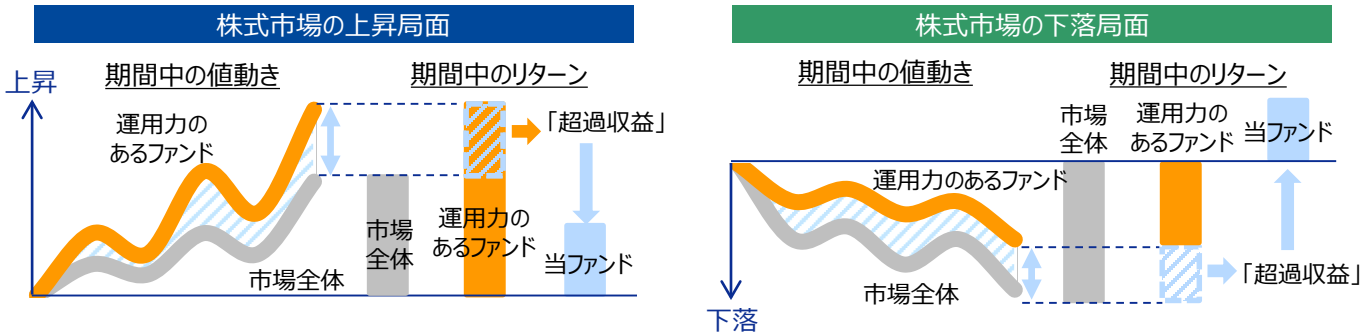 株式市場の上昇局面
期間中の値動き
期間中のリターン
上昇
運用力の
あるファンド
「超過収益」
市場
全体
運用力の
あるファンド
当ファンド
市場全体
株式市場の下落局面
期間中の値動き
期間中のリターン
市場
全体
運用力の
あるファンド
当ファンド
運用力のあるファンド
市場全体
「超過収益」
下落